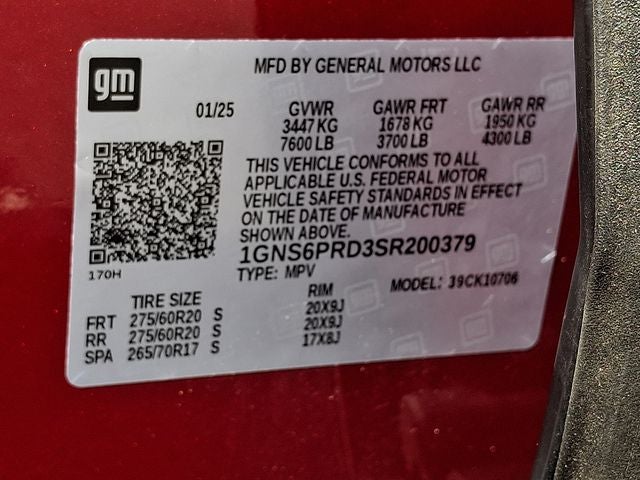 gm
MFD BY GENERAL MOTORS LLC
01/25 GVWR GAWR FRT GAWR RR
3447 KG 1678 KG 1950 KG
7600 LB 3700 LB 4300 LB
THIS VEHICLE CONFORMS TO ALL
APPLICABLE U.S. FEDERAL MOTOR
VEHICLE SAFETY STANDARDS IN EFFECT
ON THE DATE OF MANUFACTURE
SHOWN ABOVE.
1GNS6PRD3SR200379
170H
TYPE: MPV MODEL: 39CK10706
TIRE SIZE RIM
FRT 275/60R20 S 20X9J
RR 275/60R20 S 20X9J
SPA 265/70R17 S 17X8J